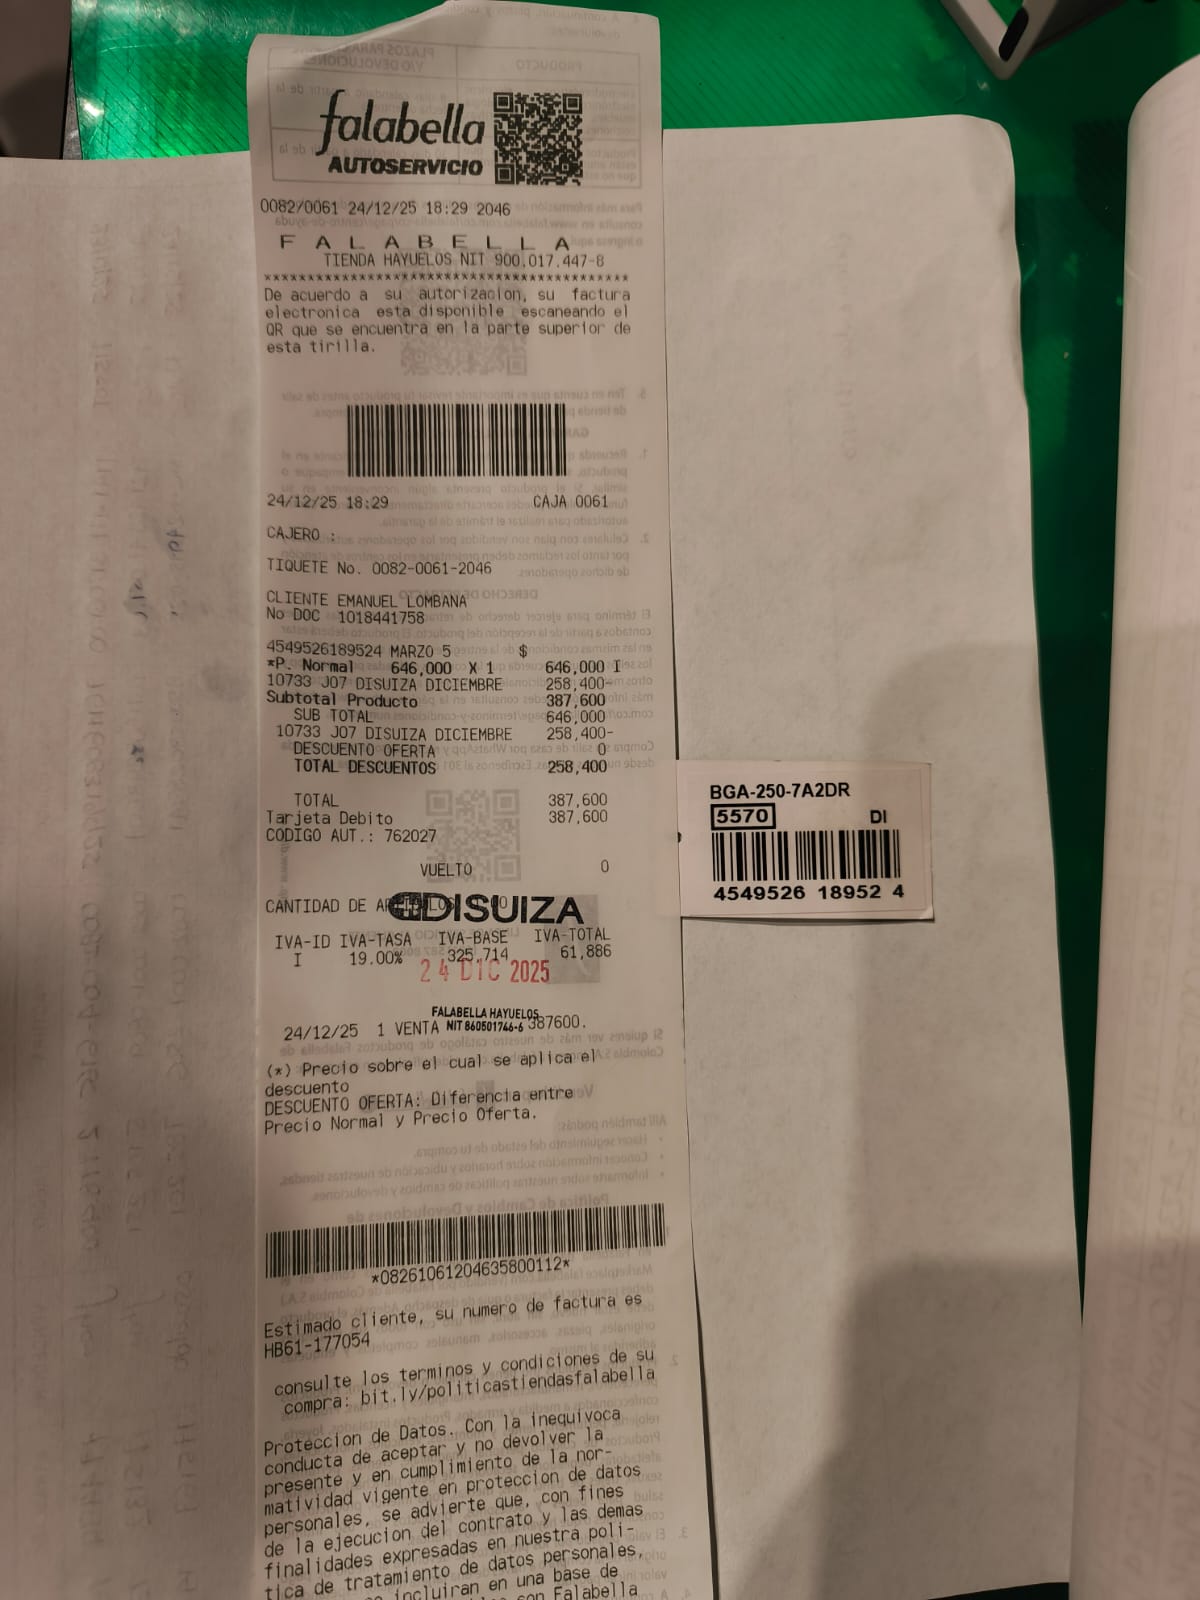 falabella
AUTOSERVICIO
0082/0061 24/12/25 18:29 2046
F A L A B E L L A
TIENDA HAYUELOS NIT 900.017.447-8
*****************************************
De acuerdo a su autorizacion, su factura
electronica esta disponible escaneando el
QR que se encuentra en la parte superior de
esta tirilla.
24/12/25 18:29 CAJA 0061
CAJERO :
TIQUETE No. 0082-0061-2046
CLIENTE EMANUEL LOMBANA
No DOC 1018441758
4549526189524 MARZO 5 $
*P. Normal 646,000 X 1 646,000 I
10733 J07 DISUIZA DICIEMBRE 258,400-
Subtotal Producto 387,600
SUB TOTAL 646,000
10733 J07 DISUIZA DICIEMBRE 258,400-
DESCUENTO OFERTA 0
TOTAL DESCUENTOS 258,400
TOTAL 387,600
Tarjeta Debito 387,600
CODIGO AUT.: 762027
VUELTO 0
CANTIDAD DE
DISUIZA
IVA-ID IVA-TASA IVA-BASE IVA-TOTAL
I 19.00% 325,714 61,886
24 DIC 2025
FALABELLA HAYUELOS
NIT 860501746-6
24/12/25 1 VENTA 387600.
(*) Precio sobre el cual se aplica el
descuento
DESCUENTO OFERTA: Diferencia entre
Precio Normal y Precio Oferta.
*08261061204635800112*
Estimado cliente, su numero de factura es
HB61-177054
consulte los terminos y condiciones de su
compra: bit.ly/politicastiendasfalabella
Proteccion de Datos. Con la inequivoca
conducta de aceptar y no devolver la
presente y en cumplimiento de la nor-
matividad vigente en proteccion de datos
personales, se advierte que, con fines
de la ejecucion del contrato y las demas
finalidades expresadas en nuestra poli-
tica de tratamiento de datos personales,
incluiran en una base de
con Falabella
BGA-250-7A2DR
5570 DI
4549526 18952 4